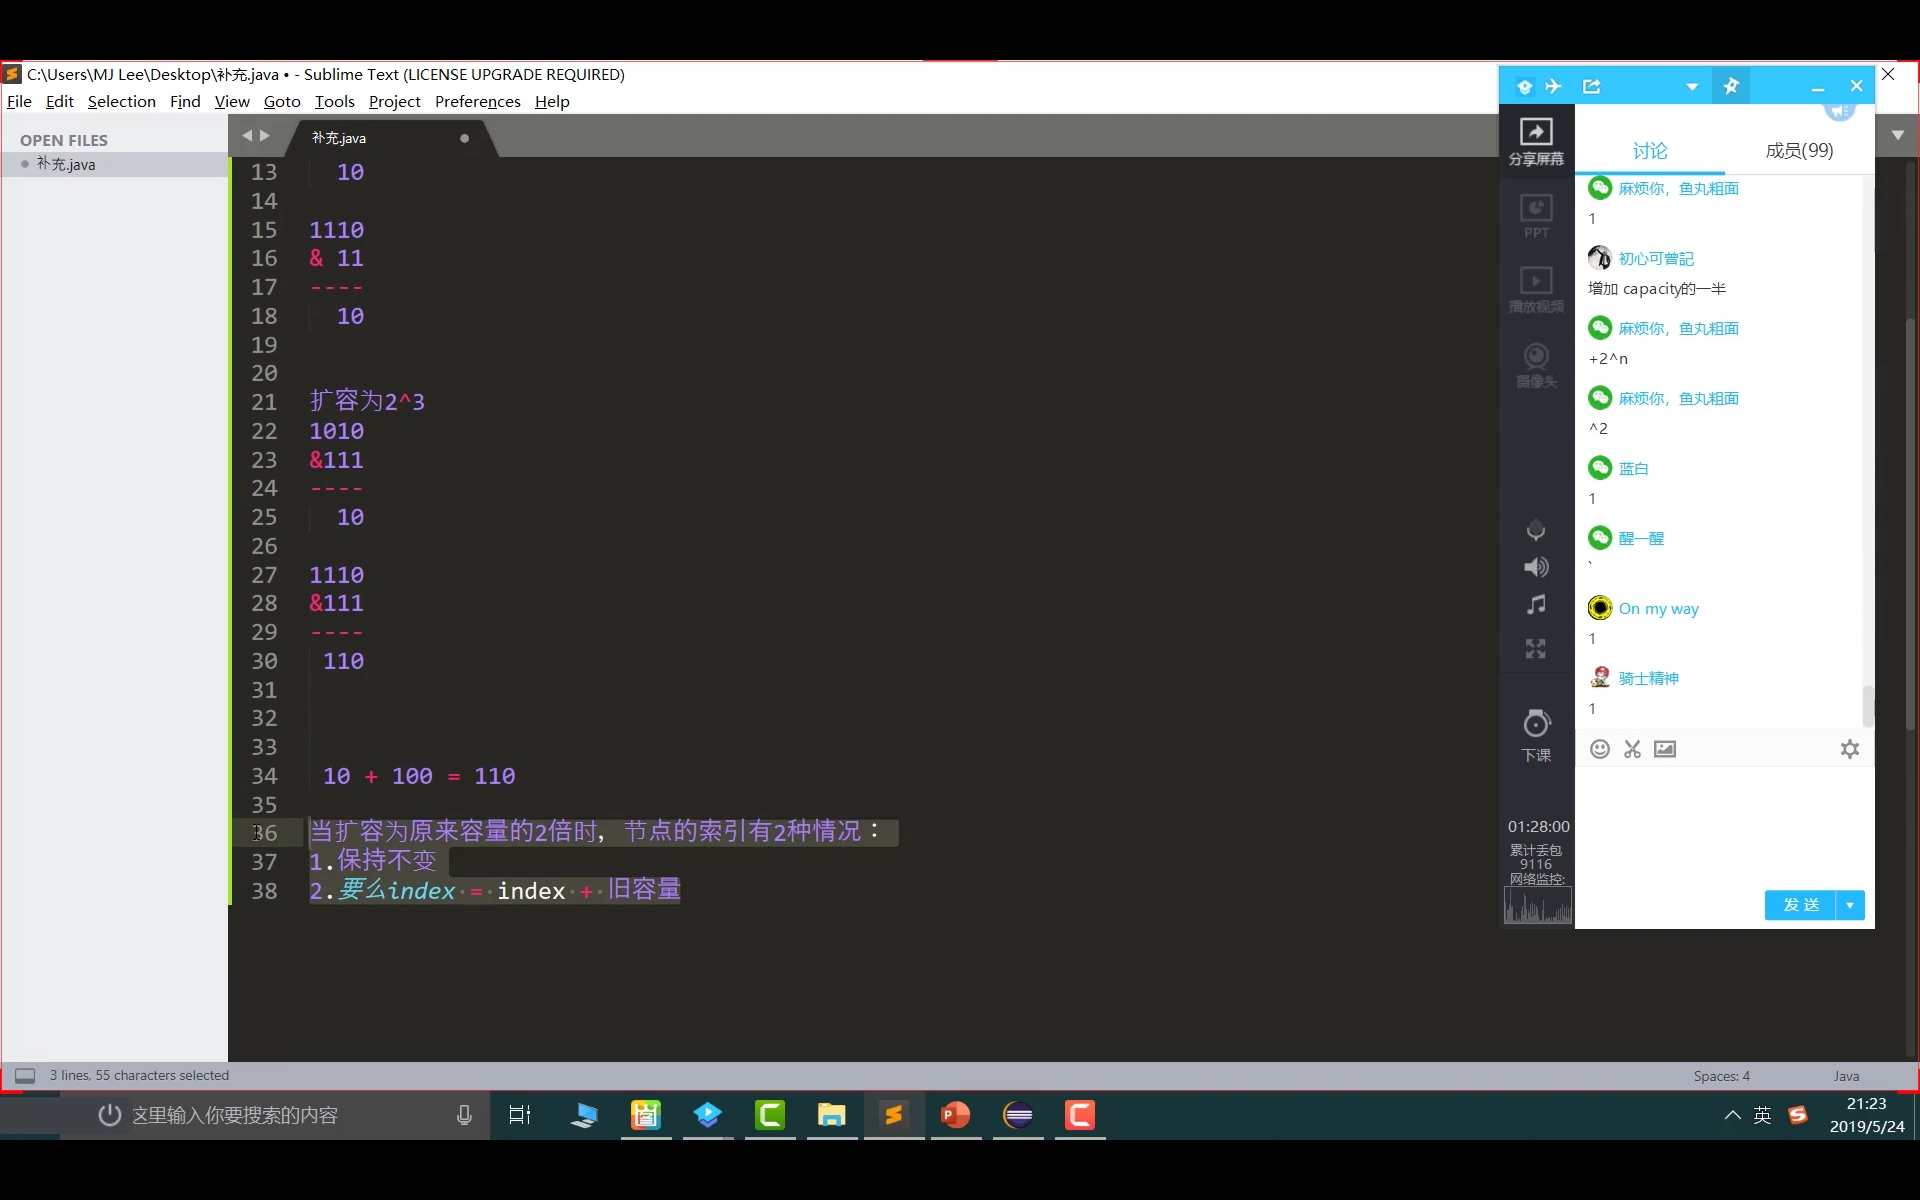 C:\Users\MJ Lee\Desktop\补充.java • - Sublime Text (LICENSE UPGRADE REQUIRED)
File Edit Selection Find View Goto Tools Project Preferences Help
OPEN FILES
补充.java
补充.java
13 10
14
15 1110
16 & 11
17 ----
18 10
19
20
21 扩容为2^3
22 1010
23 &111
24 ----
25 10
26
27 1110
28 &111
29 ----
30 110
31
32
33
34 10 + 100 = 110
35
36 当扩容为原来容量的2倍时, 节点的索引有2种情况：
37 1.保持不变
38 2.要么index = index + 旧容量
分享屏幕
PPT
播放视频
摄像头
下课
01:28:00
累计丢包
9116
网络监控:
讨论 成员(99)
麻烦你，鱼丸粗面
1
初心可曾記
增加 capacity的一半
麻烦你，鱼丸粗面
+2^n
麻烦你，鱼丸粗面
^2
蓝白
1
醒一醒
`
On my way
1
骑士精神
1
发 送
3 lines, 55 characters selected Spaces: 4 Java
这里输入你要搜索的内容
英
21:23
2019/5/24